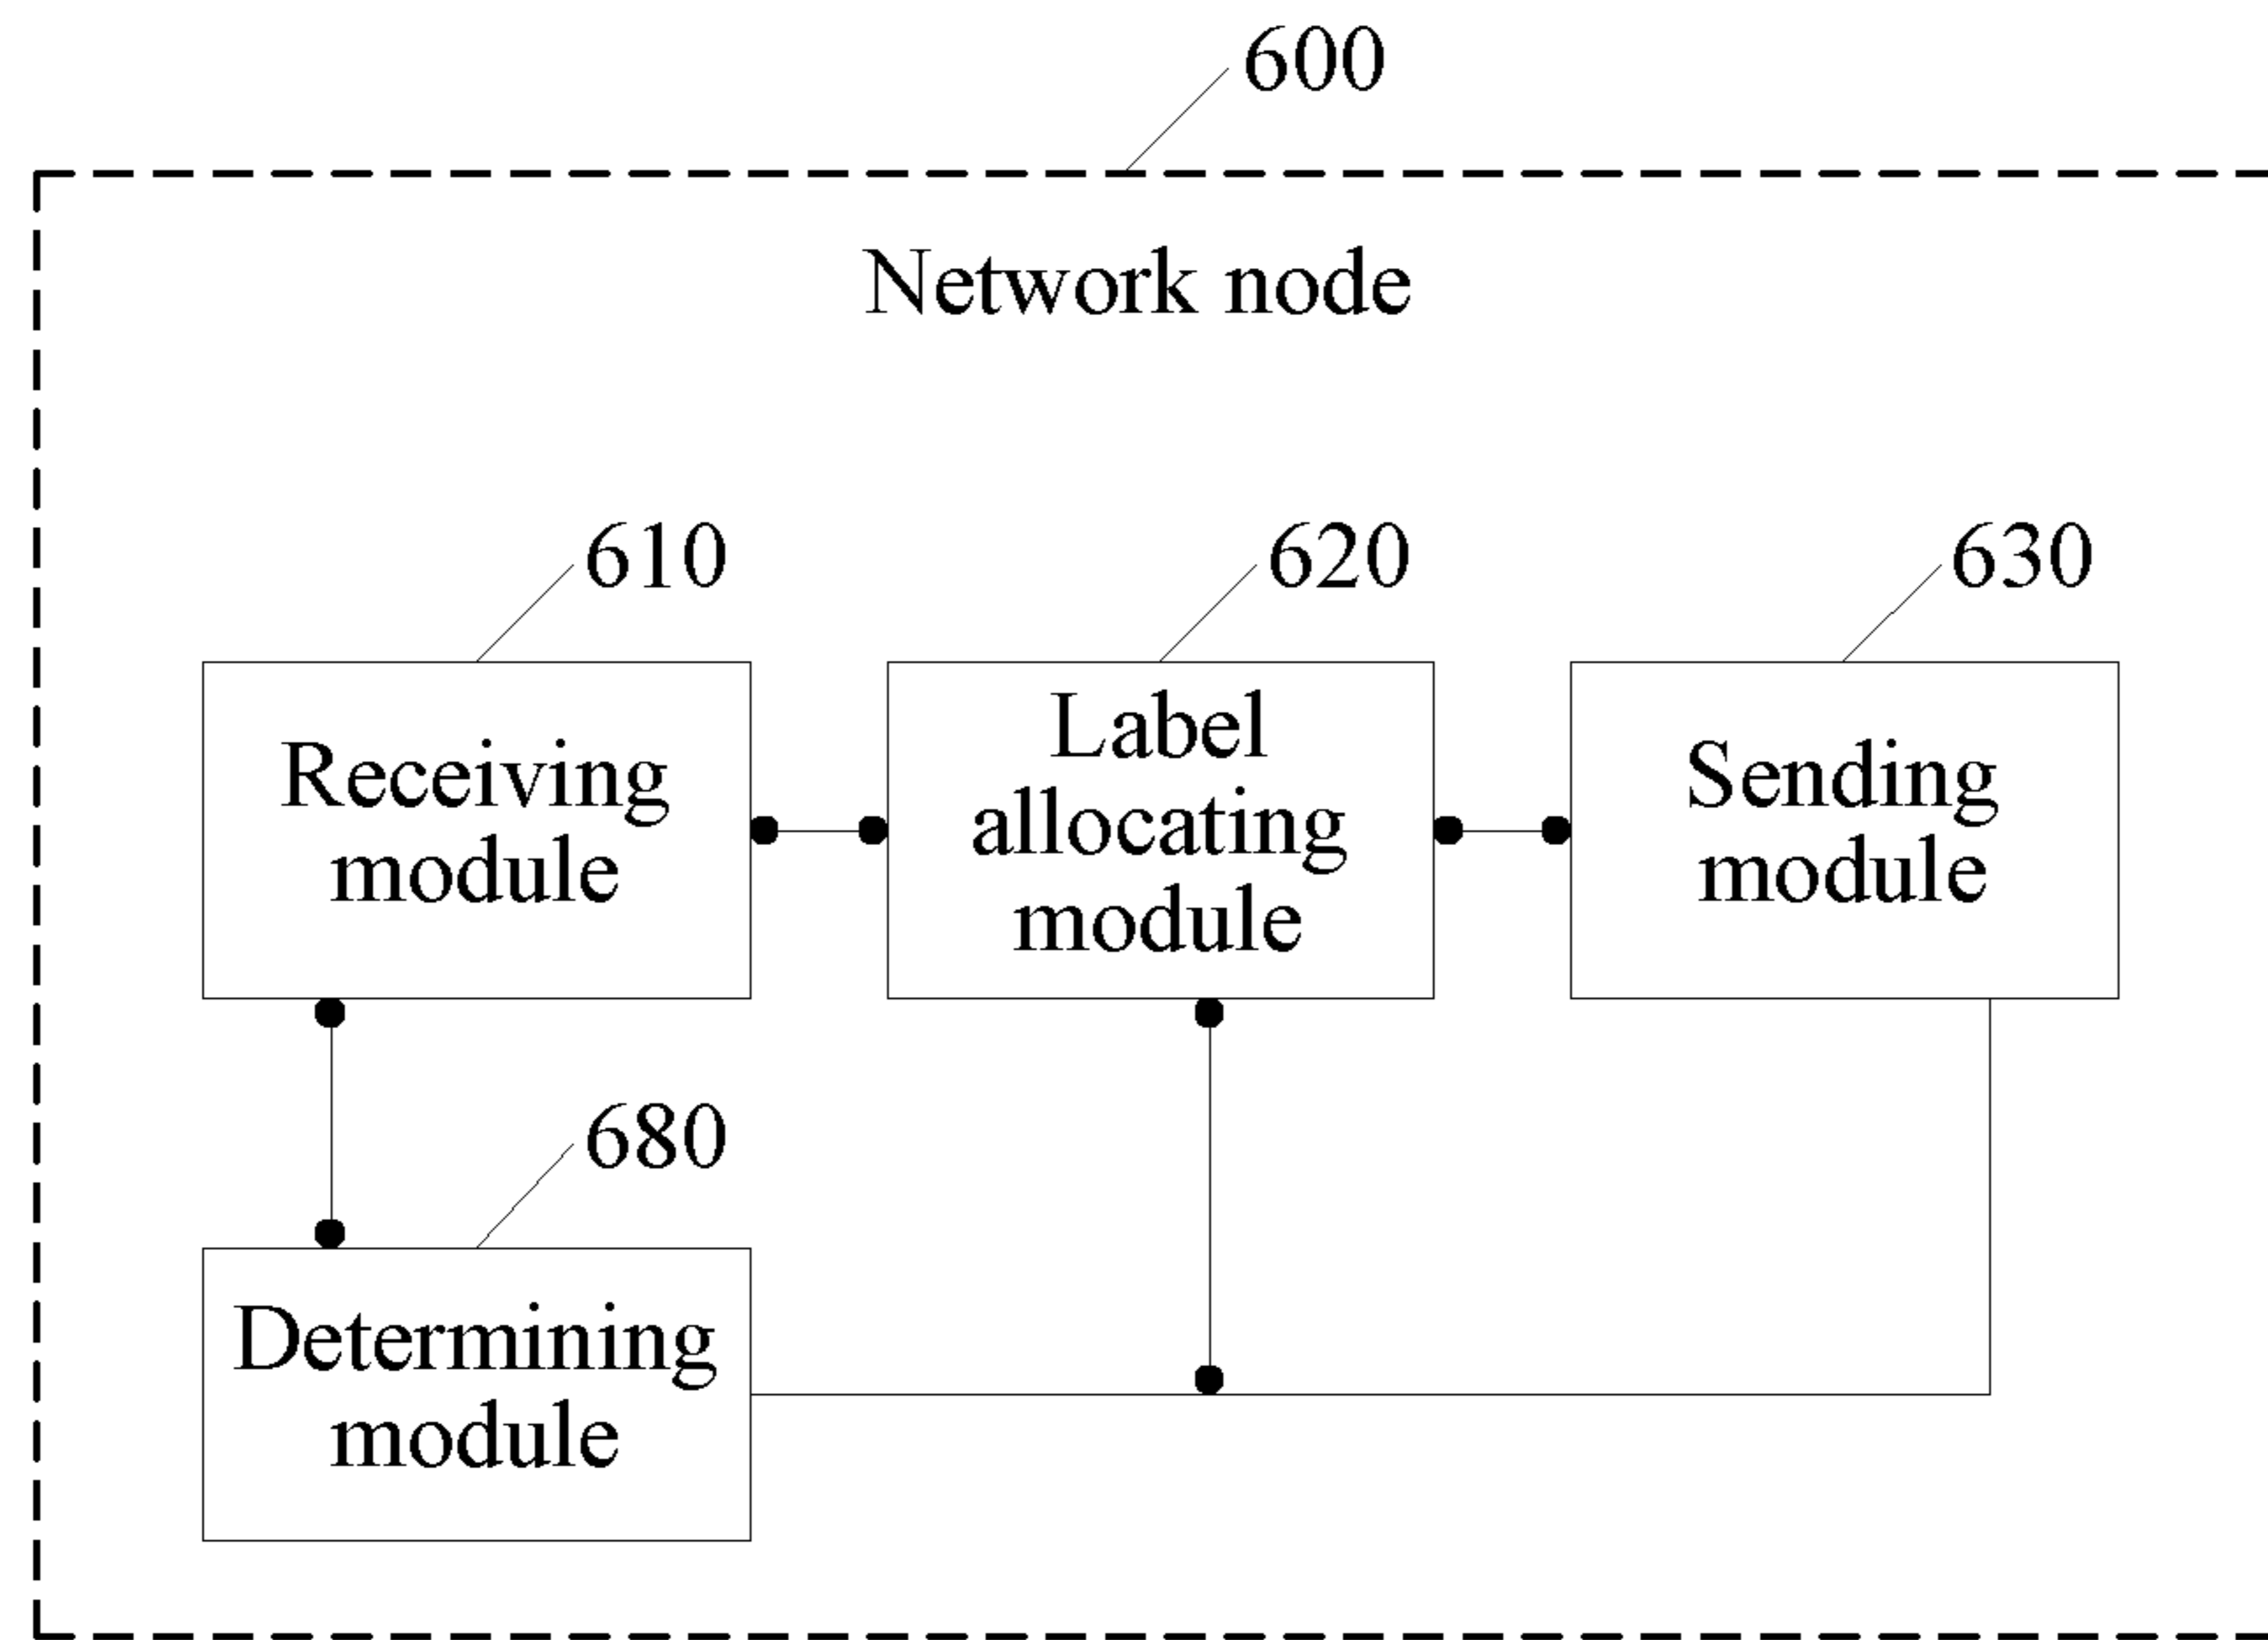 600
Network node
610
620
630
Receiving
module
Label
allocating
module
Sending
module
680
Determining
module